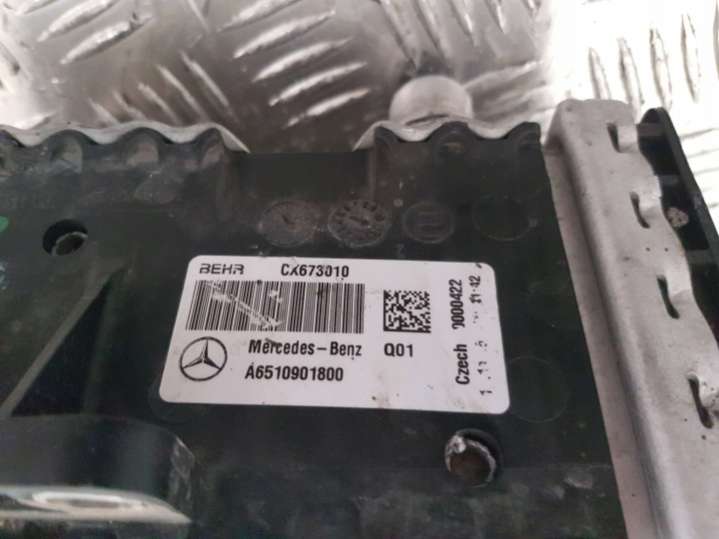 BEHR CX673010
Mercedes-Benz Q01
A6510901800
Czech 0000422